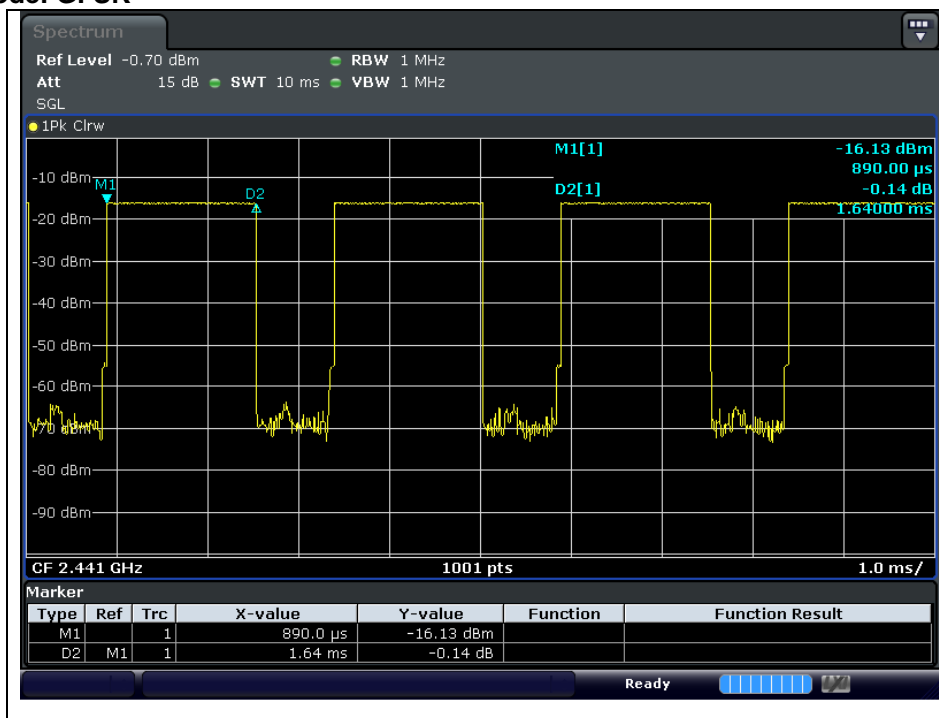 Spectrum
Ref Level -0.70 dBm RBW 1 MHz
Att 15 dB SWT 10 ms VBW 1 MHz
SGL
1Pk Clrw
M1[1] -16.13 dBm
890.00 µs
D2[1] -0.14 dB
1.64000 ms
M1
D2
-10 dBm
-20 dBm
-30 dBm
-40 dBm
-50 dBm
-60 dBm
-70 dBm
-80 dBm
-90 dBm
CF 2.441 GHz 1001 pts 1.0 ms/
Marker
Type Ref Trc X-value Y-value Function Function Result
M1 1 890.0 µs -16.13 dBm
D2 M1 1 1.64 ms -0.14 dB
Ready